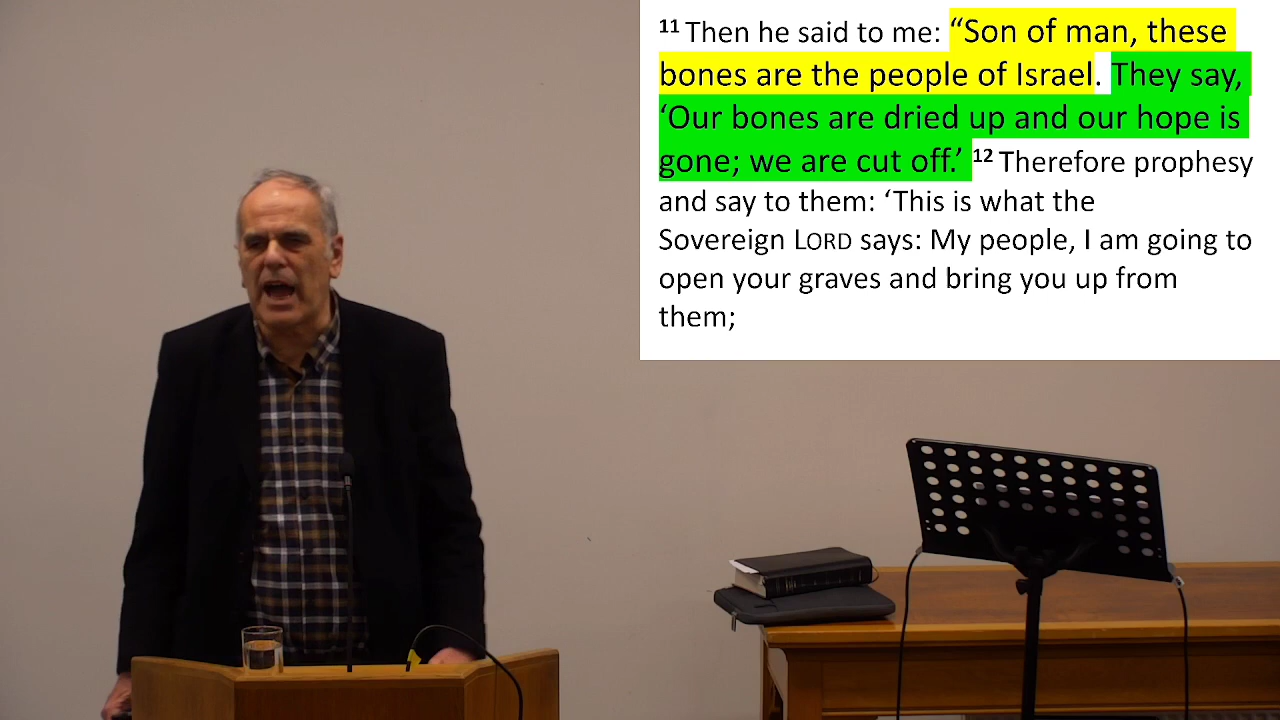 11 Then he said to me: “Son of man, these
bones are the people of Israel. They say,
‘Our bones are dried up and our hope is
gone; we are cut off.’ 12 Therefore prophesy
and say to them: ‘This is what the
Sovereign LORD says: My people, I am going to
open your graves and bring you up from
them;